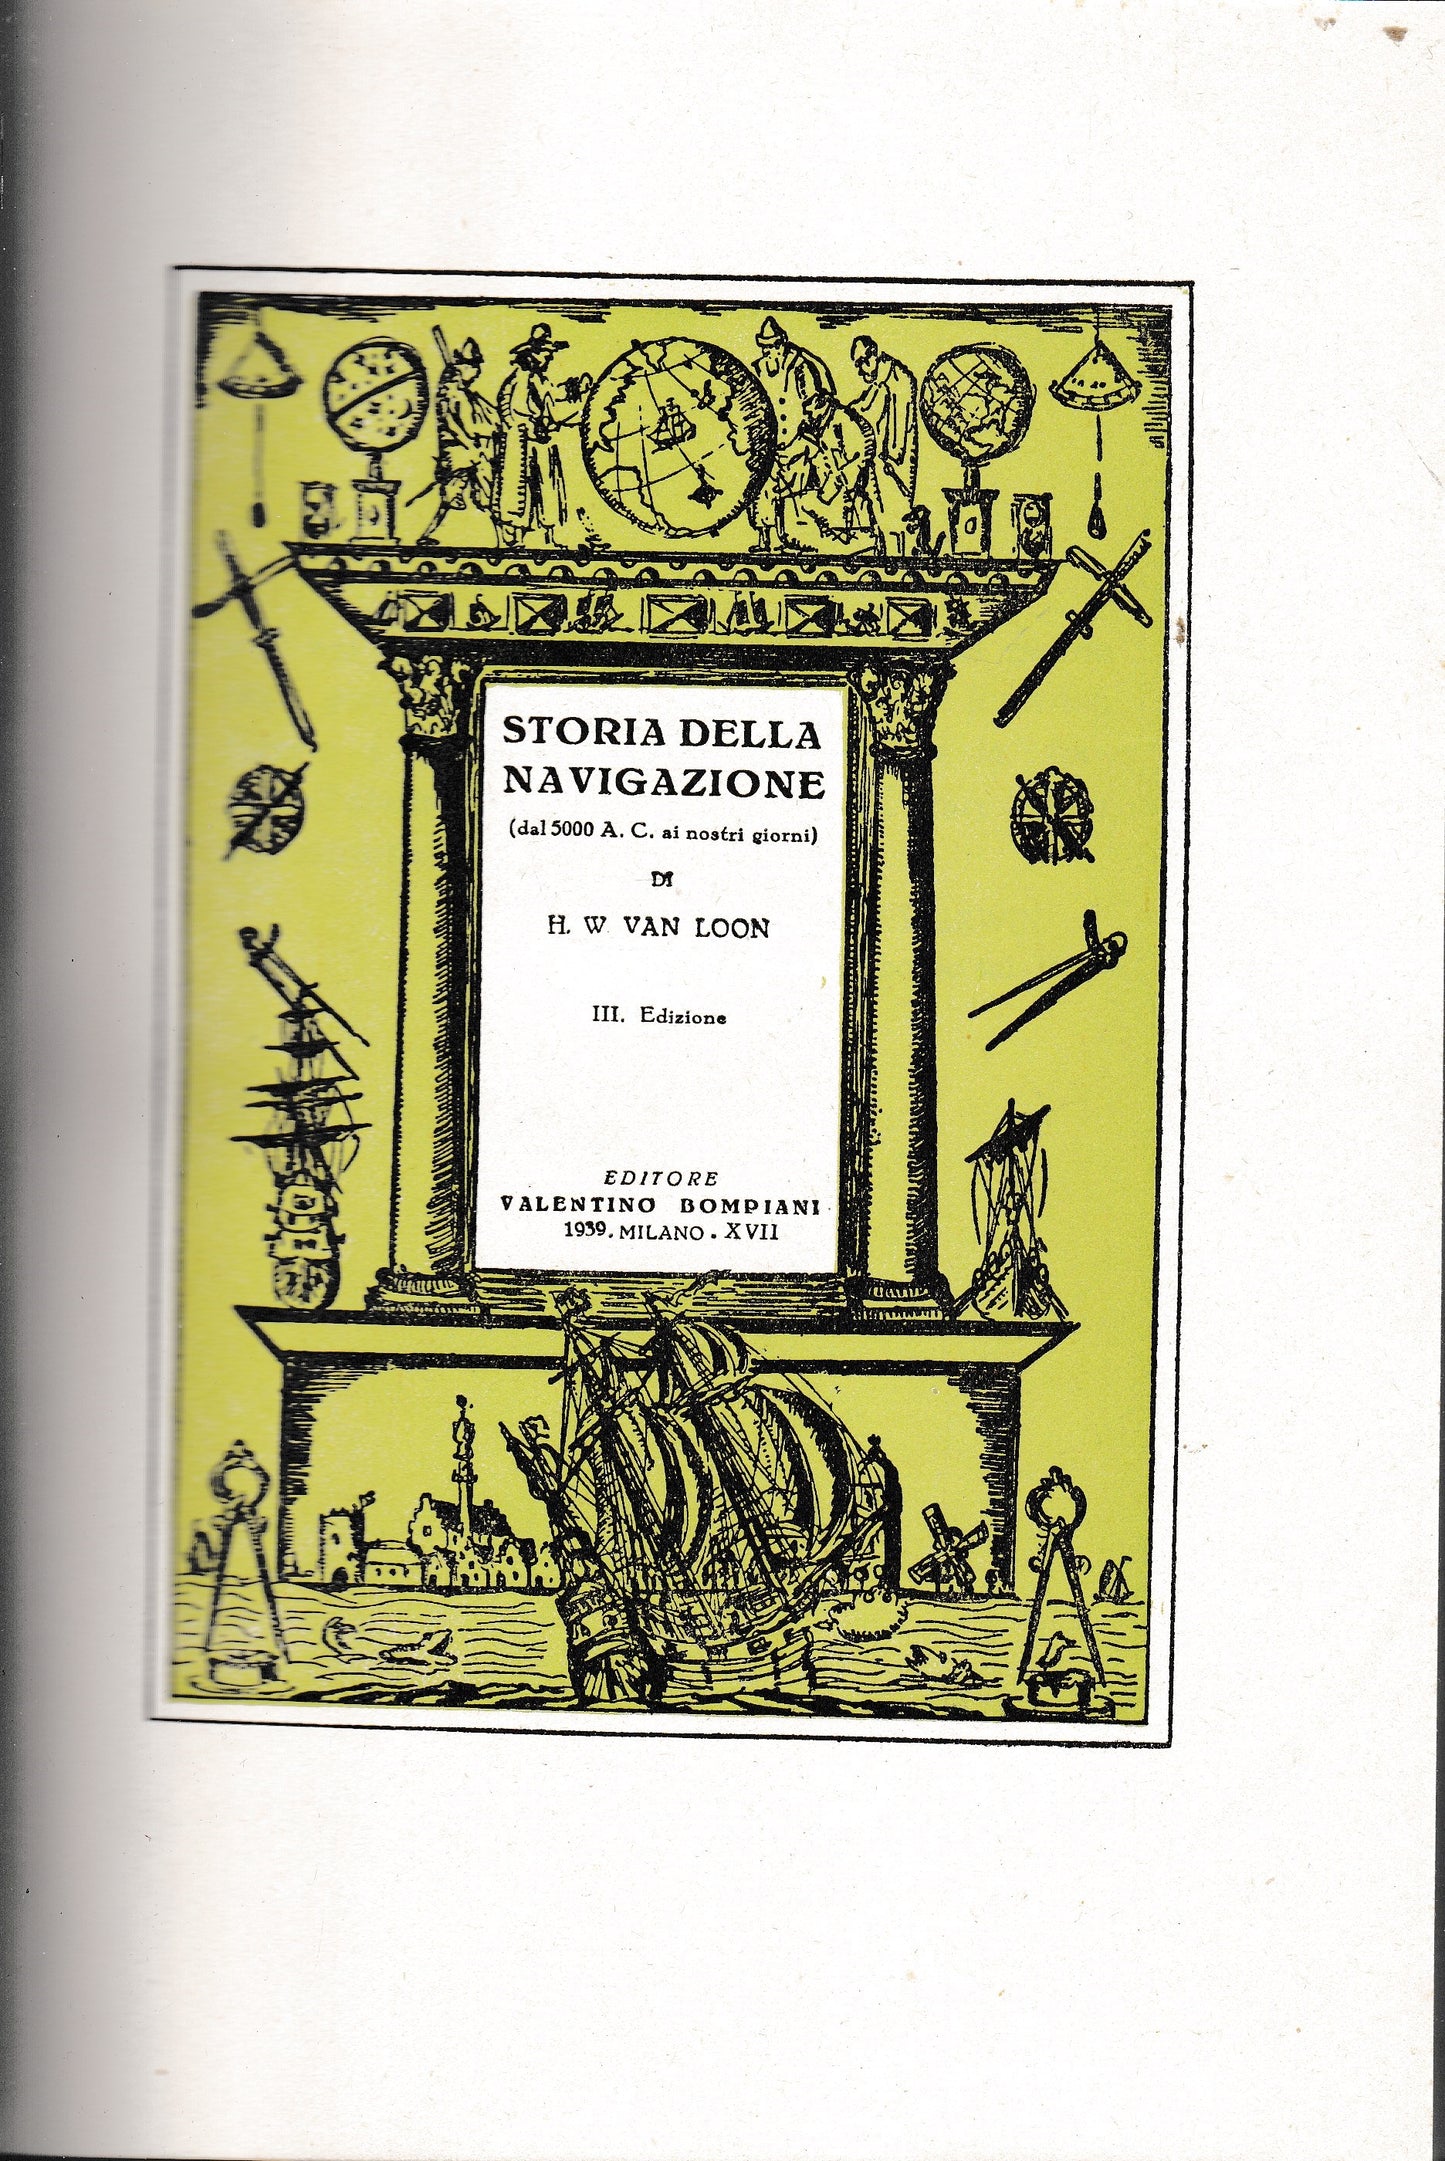 STORIA DELLA
NAVIGAZIONE
(dal 5000 A. C. ai nostri giorni)
DI
H. W. VAN LOON
III. Edizione
EDITORE
VALENTINO BOMPIANI
1939. MILANO. XVII